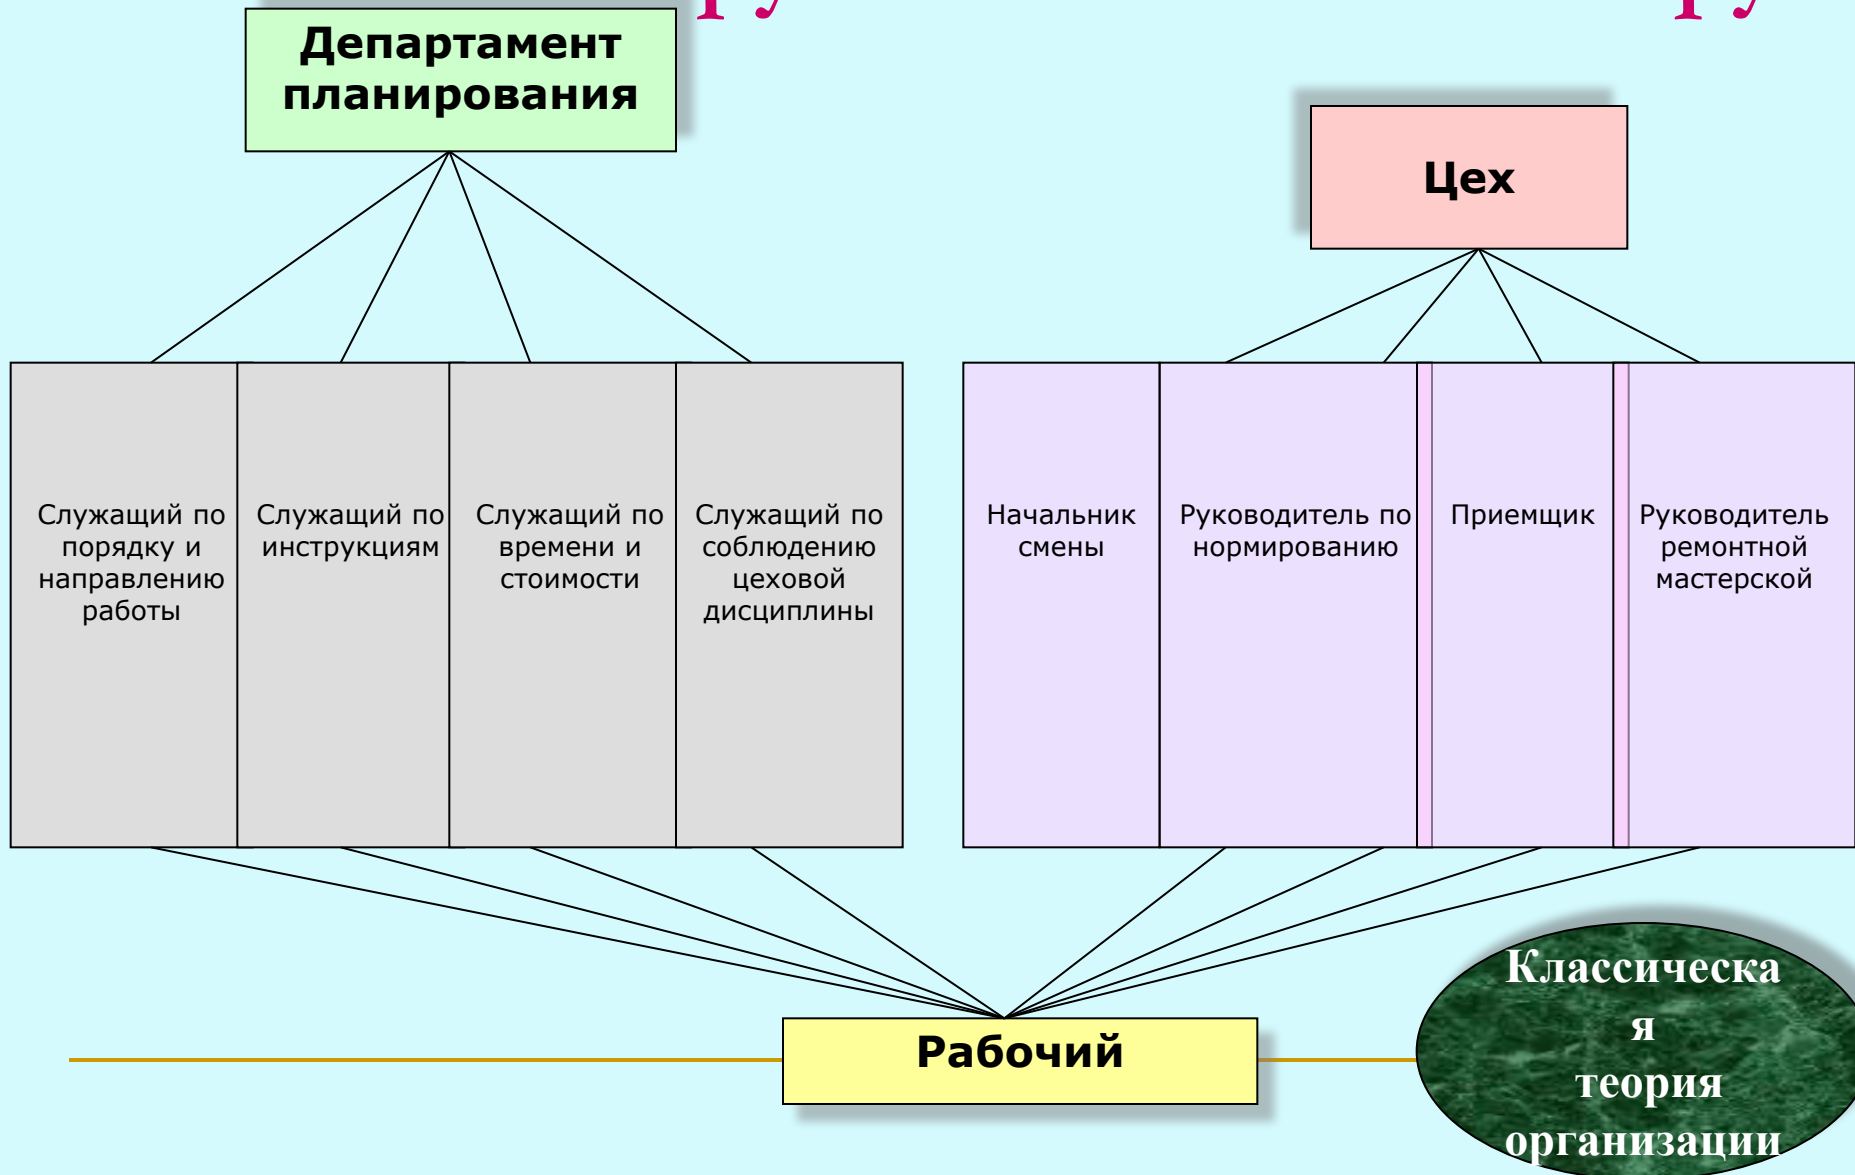 Департамент
планирования
Цех
Служащий по
порядку и
направлению
работы
Служащий по
инструкциям
Служащий по
времени и
стоимости
Служащий по
соблюдению
цеховой
дисциплины
Начальник
смены
Руководитель по
нормированию
Приемщик
Руководитель
ремонтной
мастерской
Рабочий
Классическа
я
теория
организации